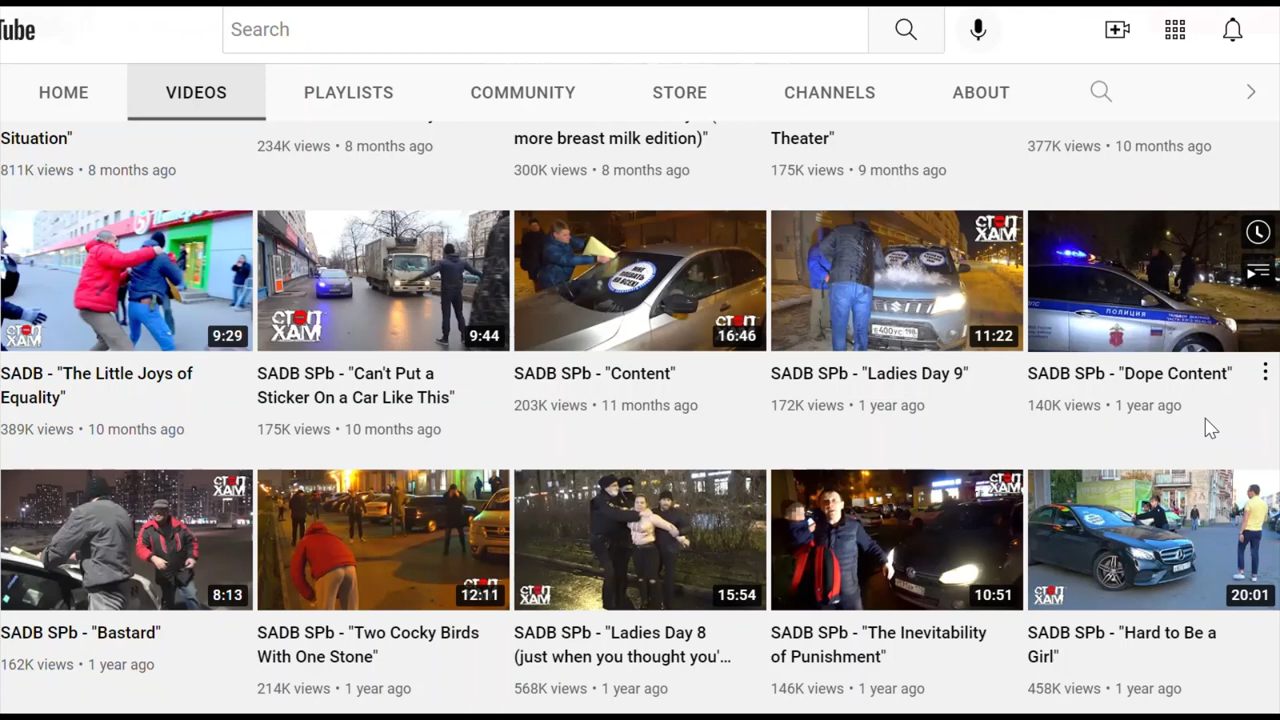 Tube
Search
HOME
VIDEOS
PLAYLISTS
COMMUNITY
STORE
CHANNELS
ABOUT
Situation"
811K views • 8 months ago
234K views • 8 months ago
more breast milk edition)"
300K views • 8 months ago
Theater"
175K views • 9 months ago
377K views • 10 months ago
СТОП
ХАМ
9:29
СТОП
ХАМ
9:44
СТОП
16:46
СТОП
ХАМ
Е400УС 198
11:22
ПОЛИЦИЯ
SADB - "The Little Joys of
Equality"
389K views • 10 months ago
SADB SPb - "Can't Put a
Sticker On a Car Like This"
175K views • 10 months ago
SADB SPb - "Content"
203K views • 11 months ago
SADB SPb - "Ladies Day 9"
172K views • 1 year ago
SADB SPb - "Dope Content"
140K views • 1 year ago
СТОП
ХАМ
8:13
СТОП
ХАМ
12:11
СТОП
ХАМ
15:54
СТОП
ХАМ
10:51
СТОП
ХАМ
20:01
SADB SPb - "Bastard"
162K views • 1 year ago
SADB SPb - "Two Cocky Birds
With One Stone"
214K views • 1 year ago
SADB SPb - "Ladies Day 8
(just when you thought you'...
568K views • 1 year ago
SADB SPb - "The Inevitability
of Punishment"
146K views • 1 year ago
SADB SPb - "Hard to Be a
Girl"
458K views • 1 year ago